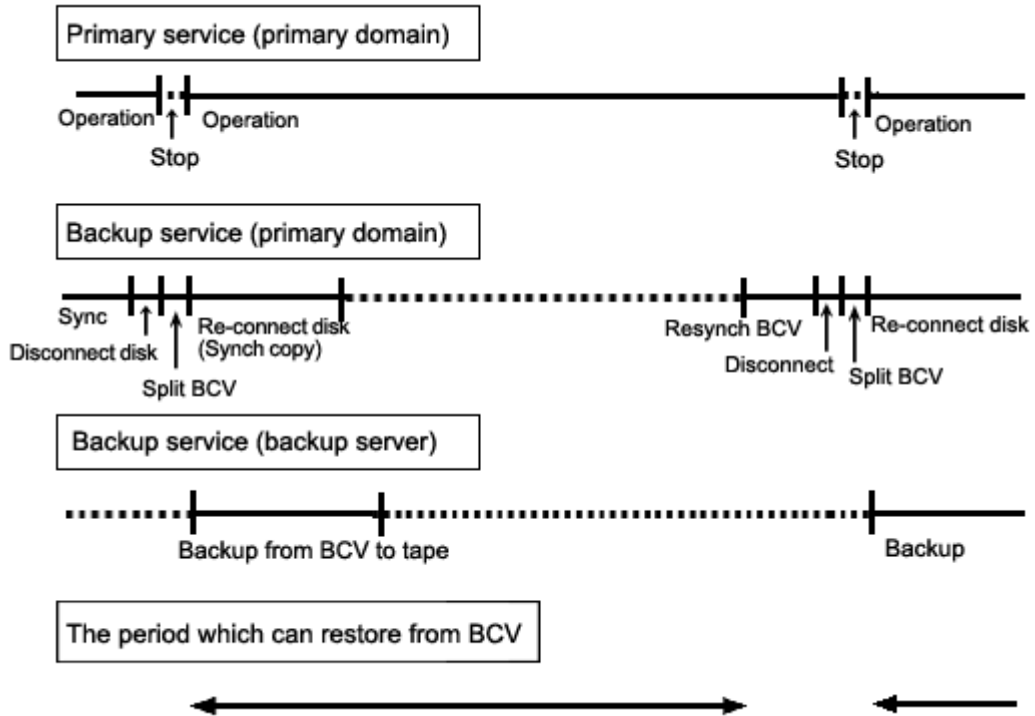 Primary service (primary domain)
Operation
Operation
Operation
Stop
Stop
Backup service (primary domain)
Sync
Re-connect disk
(Synch copy)
Resynch BCV
Re-connect disk
Disconnect disk
Disconnect
Split BCV
Split BCV
Backup service (backup server)
Backup from BCV to tape
Backup
The period which can restore from BCV